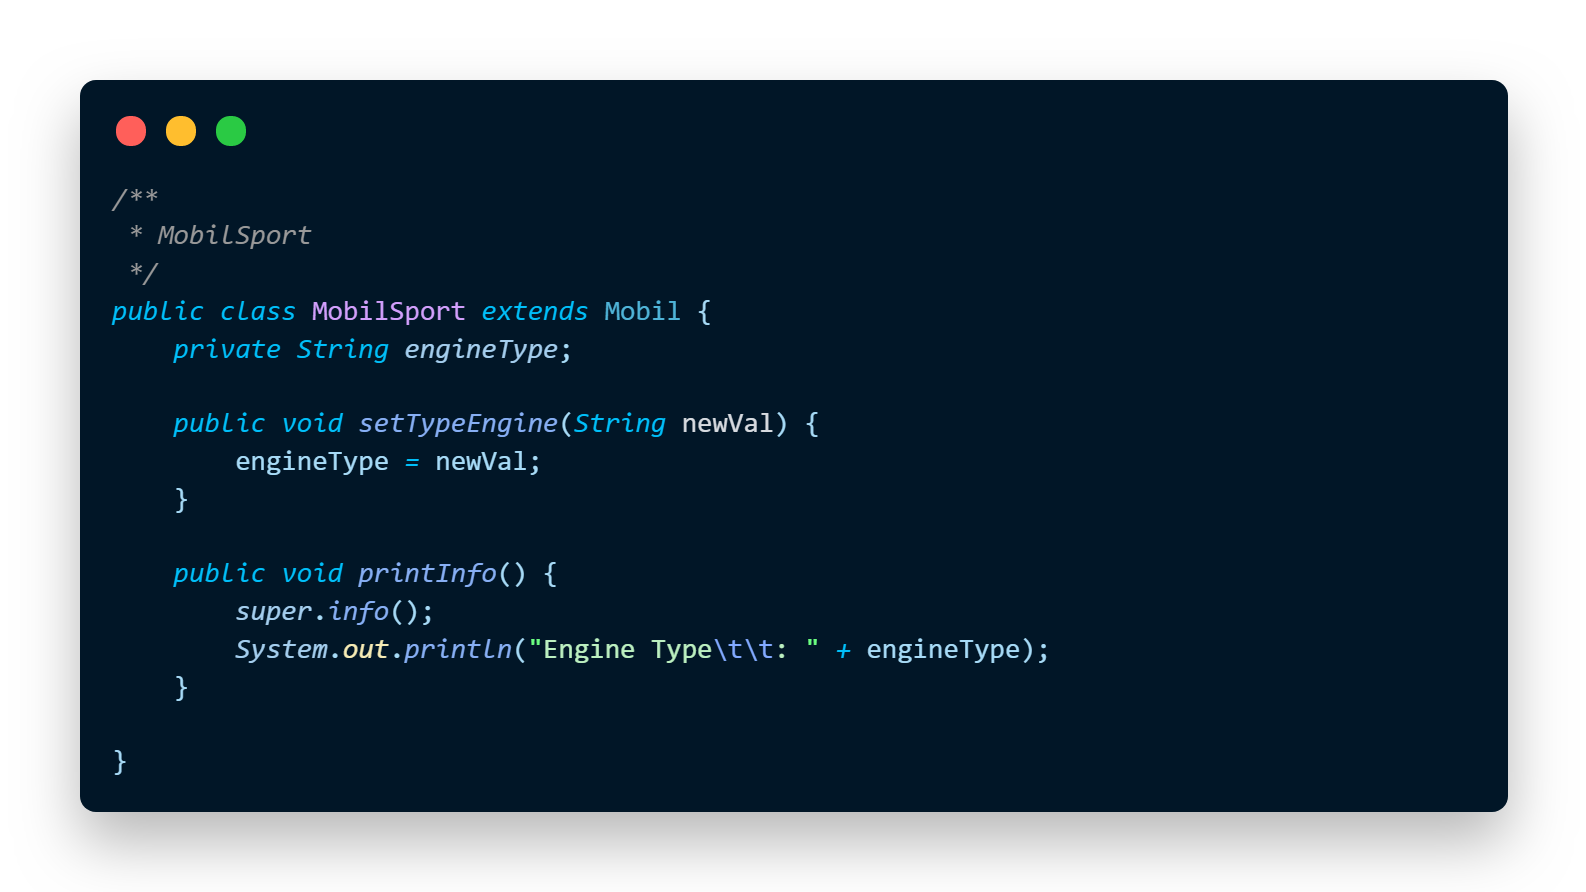 /**
 * MobilSport
 */
public class MobilSport extends Mobil {
    private String engineType;

    public void setTypeEngine(String newVal) {
        engineType = newVal;
    }

    public void printInfo() {
        super.info();
        System.out.println("Engine Type\t\t: " + engineType);
    }

}